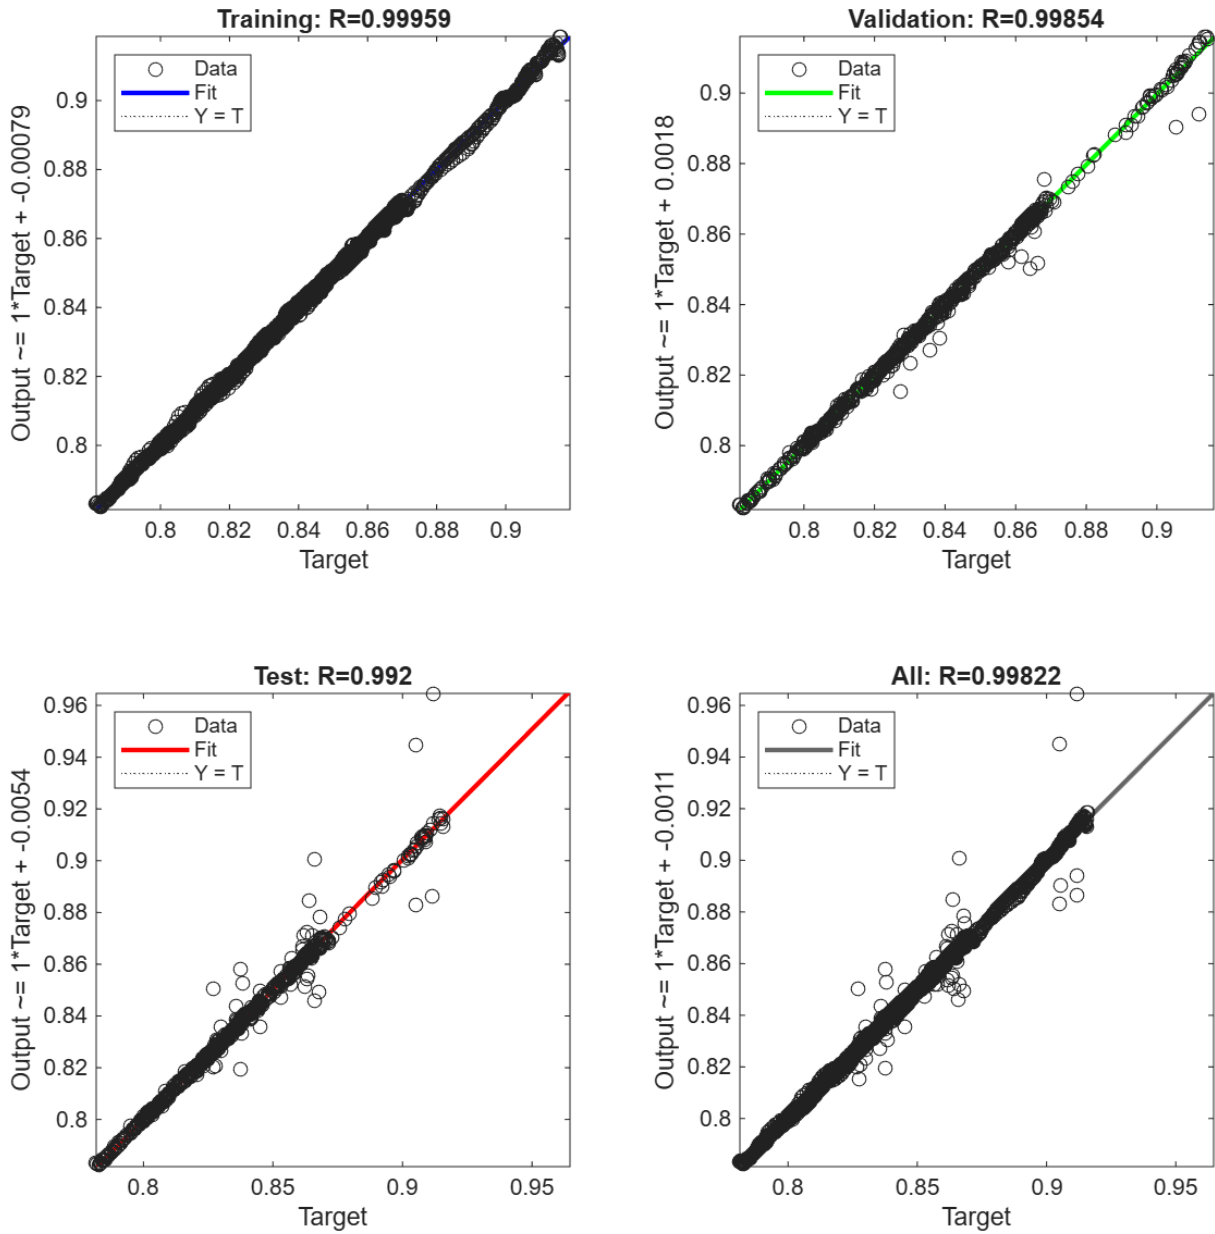 Training: R=0.99959
Output ~= 1*Target + -0.00079
0.9
0.88
0.86
0.84
0.82
0.8
Data
Fit
Y = T
0.8 0.82 0.84 0.86 0.88 0.9
Target
Validation: R=0.99854
Output ~= 1*Target + 0.0018
0.9
0.88
0.86
0.84
0.82
0.8
Data
Fit
Y = T
0.8 0.82 0.84 0.86 0.88 0.9
Target
Test: R=0.992
Output ~= 1*Target + -0.0054
0.96
0.94
0.92
0.9
0.88
0.86
0.84
0.82
0.8
Data
Fit
Y = T
0.8 0.85 0.9 0.95
Target
All: R=0.99822
Output ~= 1*Target + -0.0011
0.96
0.94
0.92
0.9
0.88
0.86
0.84
0.82
0.8
Data
Fit
Y = T
0.8 0.85 0.9 0.95
Target